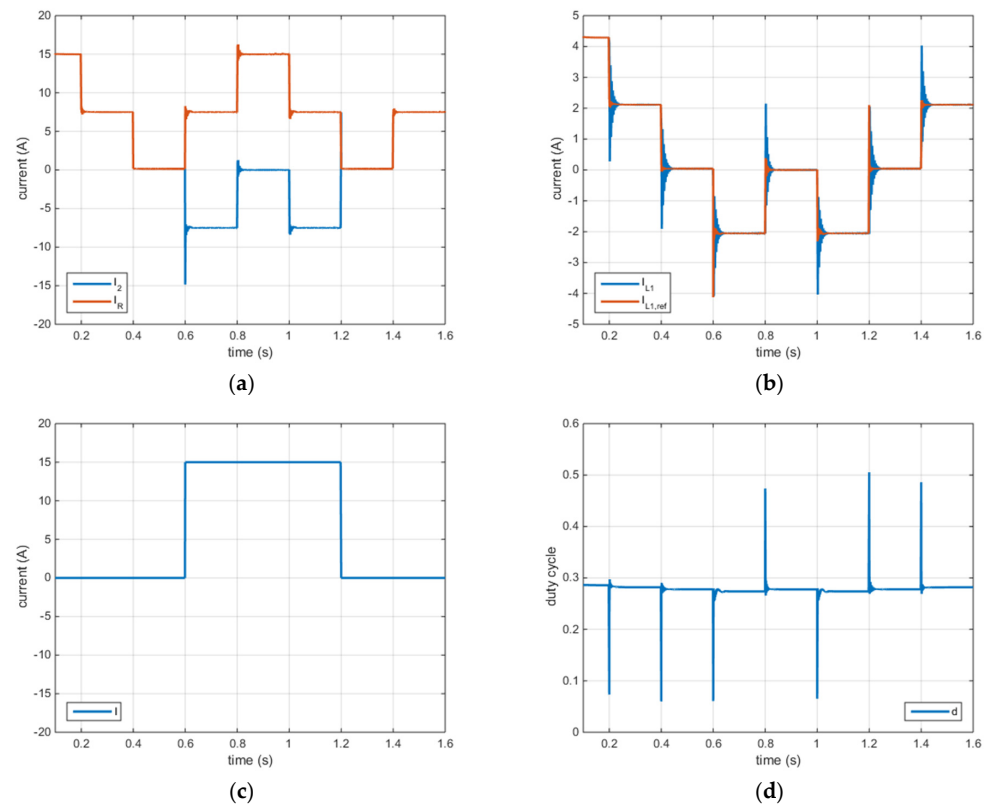 20
15
10
5
0
-5
-10
-15
-20
current (A)
0.2 0.4 0.6 0.8 1 1.2 1.4 1.6
time (s)
I2
IR
(a)
5
4
3
2
1
0
-1
-2
-3
-4
-5
current (A)
0.2 0.4 0.6 0.8 1 1.2 1.4 1.6
time (s)
IL1
IL1,ref
(b)
20
15
10
5
0
-5
-10
-15
-20
current (A)
0.2 0.4 0.6 0.8 1 1.2 1.4 1.6
time (s)
I
(c)
0.6
0.5
0.4
0.3
0.2
0.1
0
duty cycle
0.2 0.4 0.6 0.8 1 1.2 1.4 1.6
time (s)
d
(d)